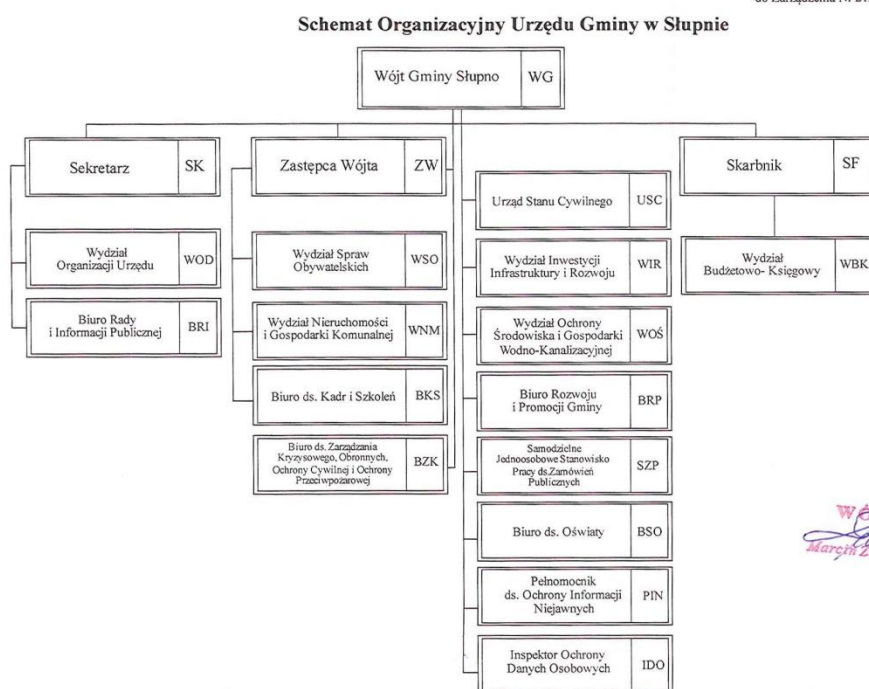 do Zarządzenia Nr
Schemat Organizacyjny Urzędu Gminy w Słupnie
Wójt Gminy Słupno WG
Sekretarz SK
Zastępca Wójta ZW
Skarbnik SF
Urząd Stanu Cywilnego USC
Wydział
Organizacji Urzędu WOD
Wydział Spraw
Obywatelskich WSO
Wydział Inwestycji
Infrastruktury i Rozwoju WIR
Wydział
Budżetowo- Księgowy WBK
Biuro Rady
i Informacji Publicznej BRI
Wydział Nieruchomości
i Gospodarki Komunalnej WNM
Wydział Ochrony
Środowiska i Gospodarki
Wodno-Kanalizacyjnej WOŚ
Biuro ds. Kadr i Szkoleń BKS
Biuro Rozwoju
i Promocji Gminy BRP
Biuro ds. Zarządzania
Kryzysowego, Obronnych,
Ochrony Cywilnej i Ochrony
Przeciwpożarowej BZK
Samodzielne
Jednoosobowe Stanowisko
Pracy ds.Zamówień
Publicznych SZP
Biuro ds. Oświaty BSO
Marcin
Pełnomocnik
ds. Ochrony Informacji
Niejawnych PIN
Inspektor Ochrony
Danych Osobowych IDO